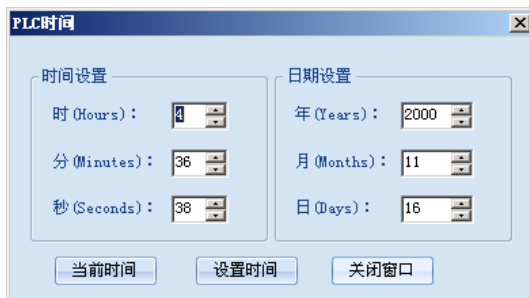 PLC时间
时间设置
时(Hours)： 4
分(Minutes)： 36
秒(Seconds)： 38
日期设置
年(Years)： 2000
月(Months)： 11
日(Days)： 16
当前时间 设置时间 关闭窗口